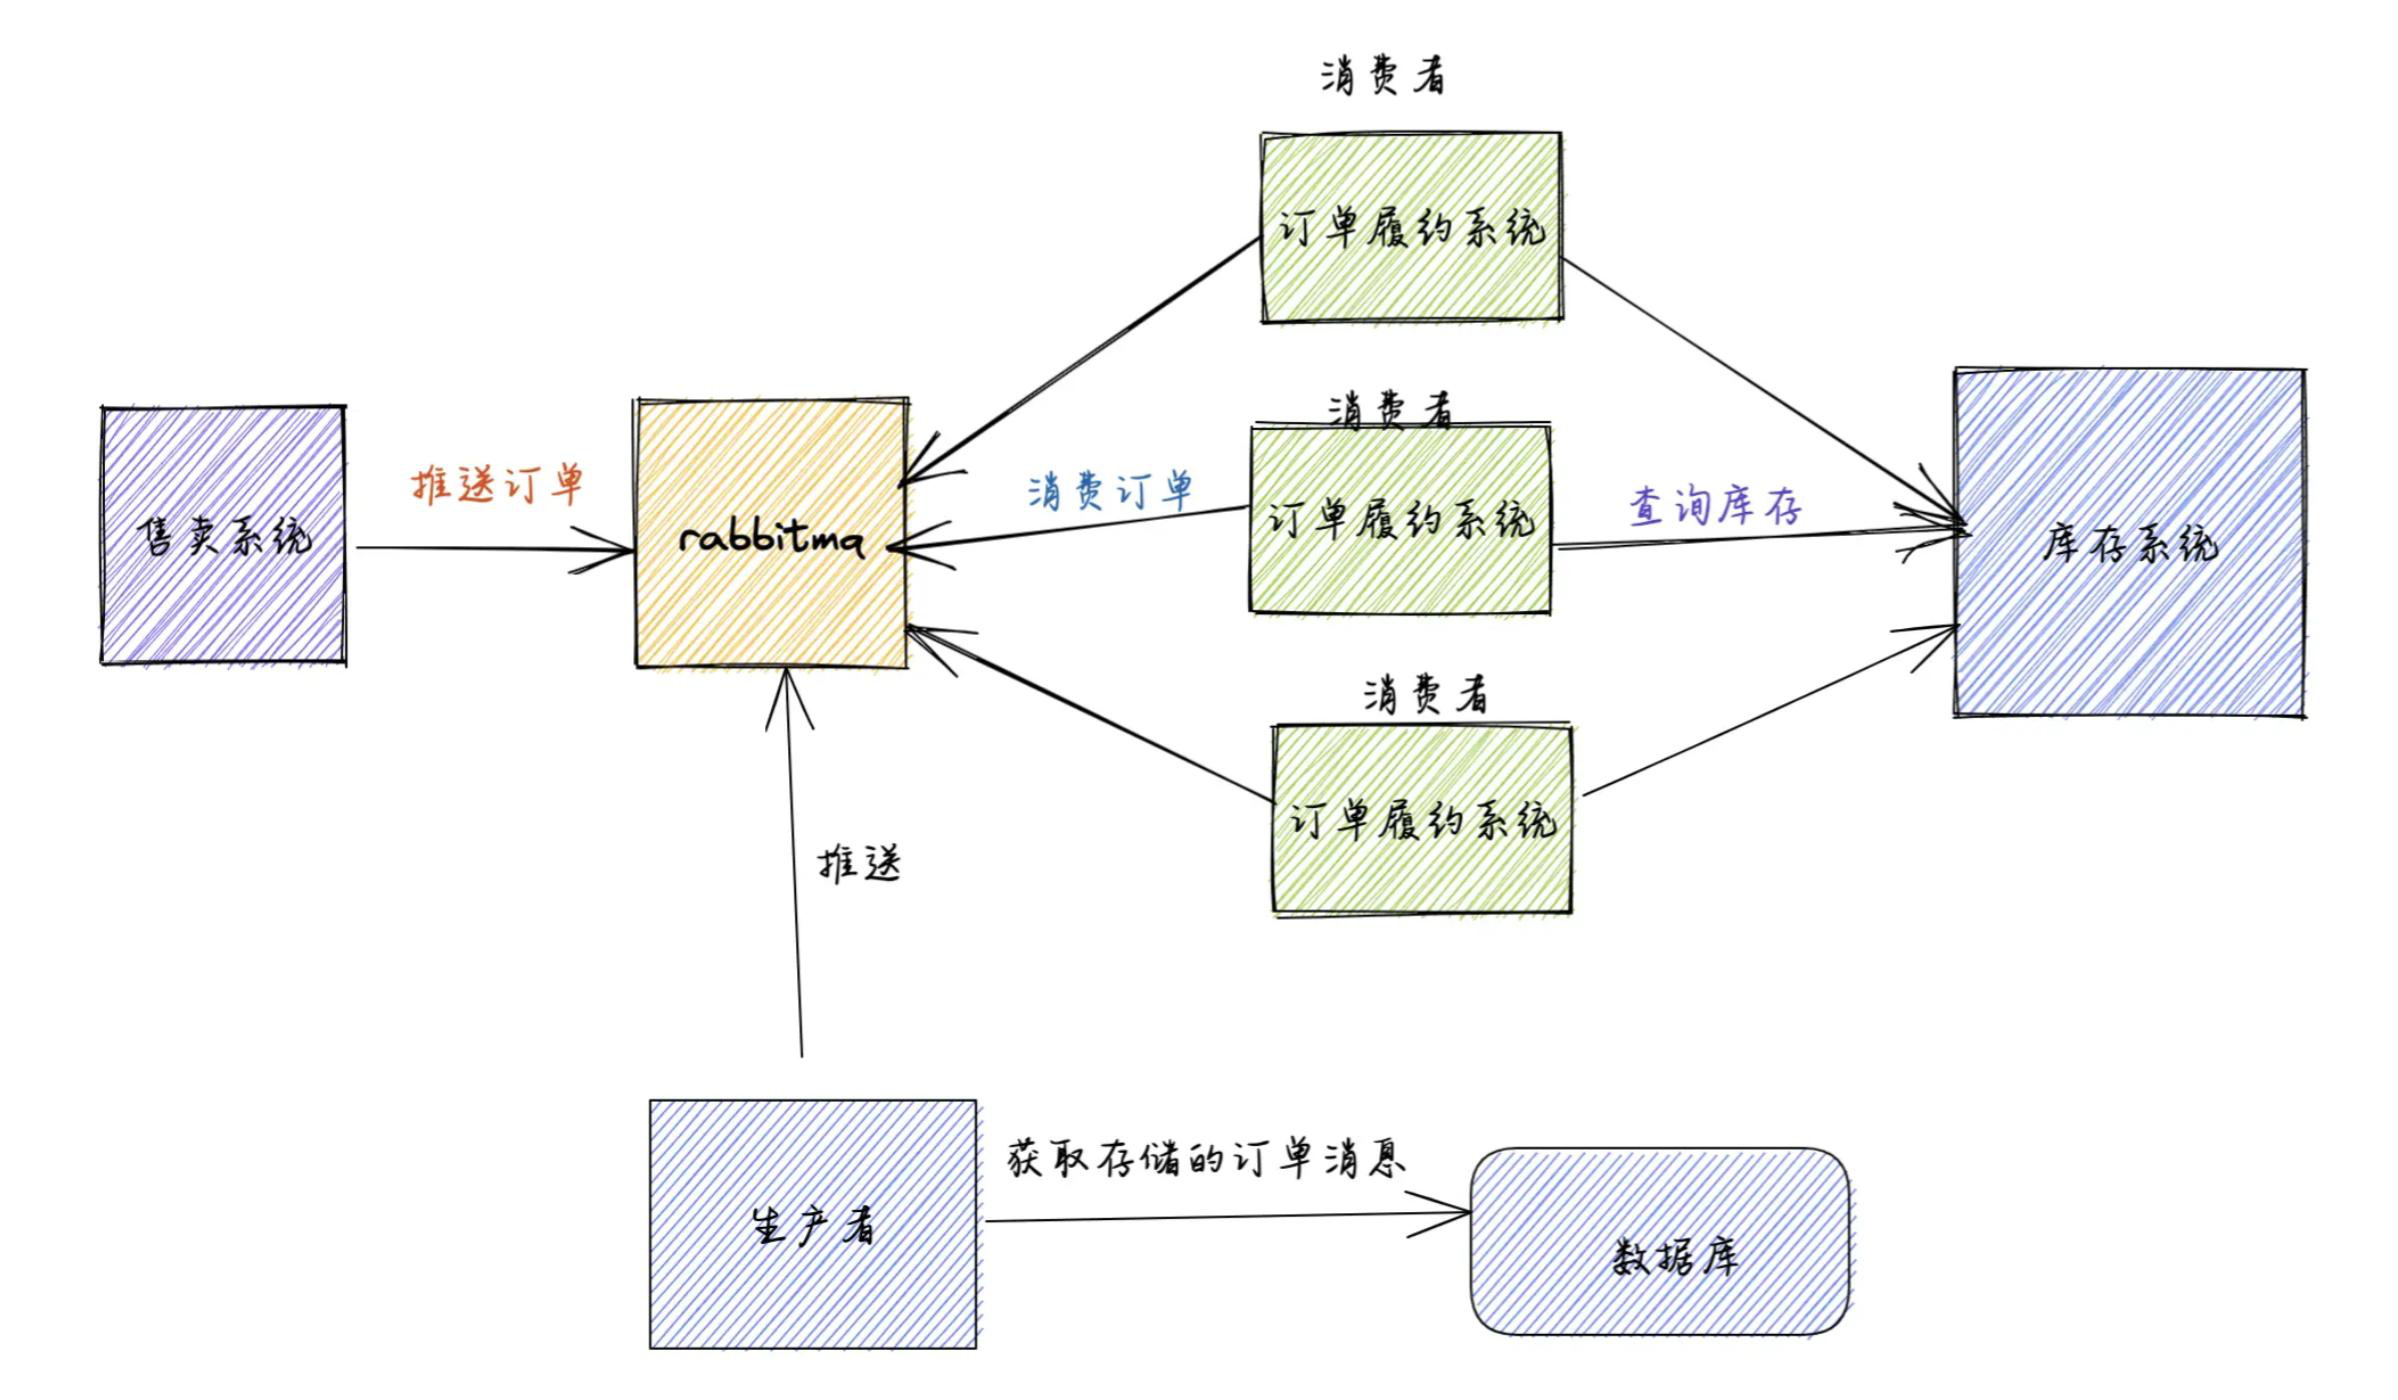 消费者
订单履约系统
消费者
推送订单
消费订单
查询库存
售卖系统
rabbitmq
订单履约系统
库存系统
消费者
订单履约系统
推送
获取存储的订单消息
生产者
数据库